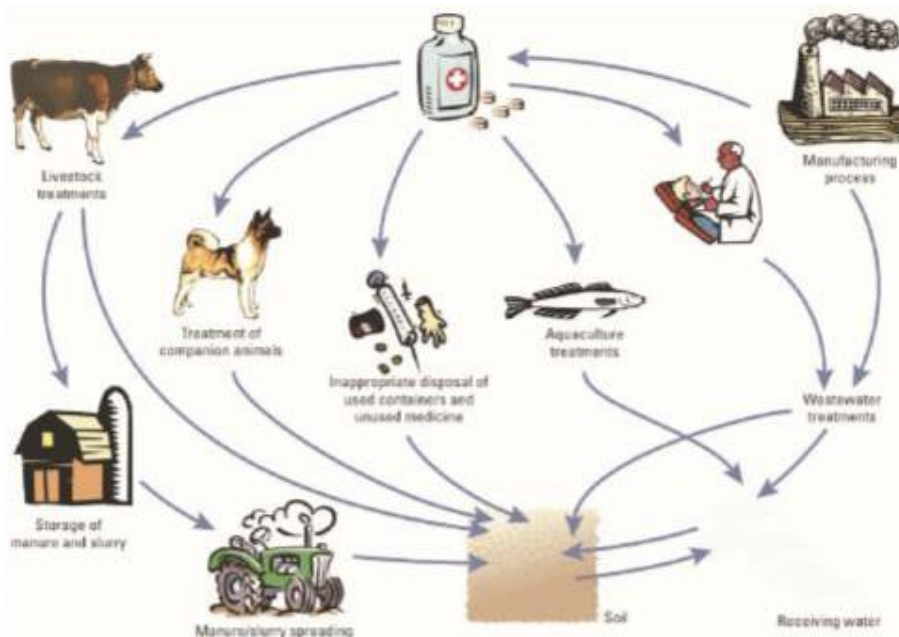 Livestock
treatments
Manufacturing
process
Treatment of
companion animals
Inappropriate disposal of
used containers and
unused medicine
Aquaculture
treatments
Wastewater
treatments
Storage of
manure and slurry
Manure/slurry spreading
Soil
Receiving water